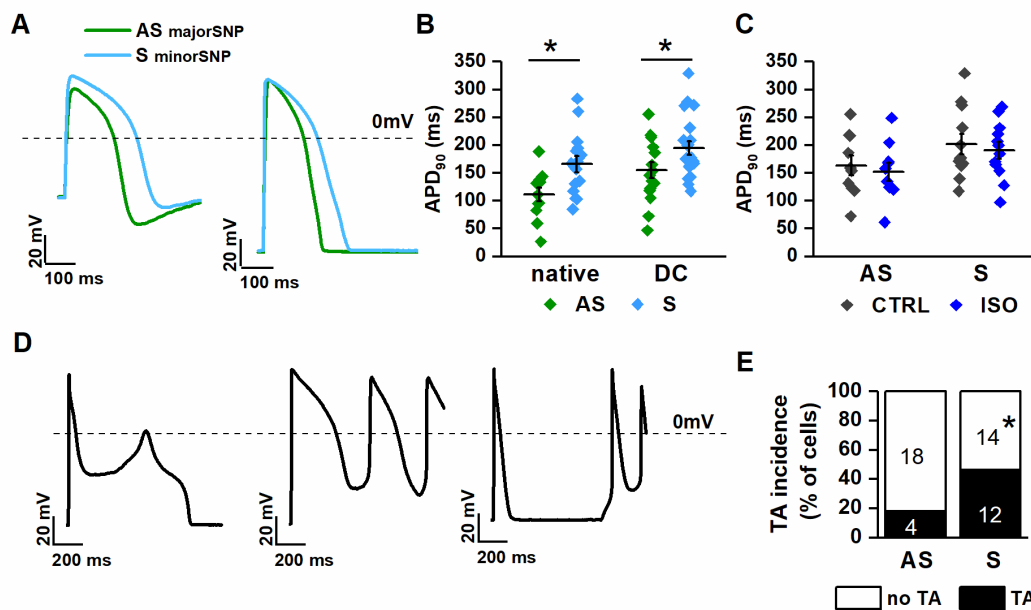 A
AS majorSNP
S minorSNP
0mV
20 mV
100 ms
20 mV
100 ms
B
*
*
APD90 (ms)
350
300
250
200
150
100
50
0
native
DC
AS
S
C
APD90 (ms)
350
300
250
200
150
100
50
0
AS
S
CTRL
ISO
D
0mV
20 mV
200 ms
20 mV
200 ms
20 mV
200 ms
E
TA incidence
(% of cells)
100
80
60
40
20
0
18
4
14
*
12
AS
S
no TA
TA